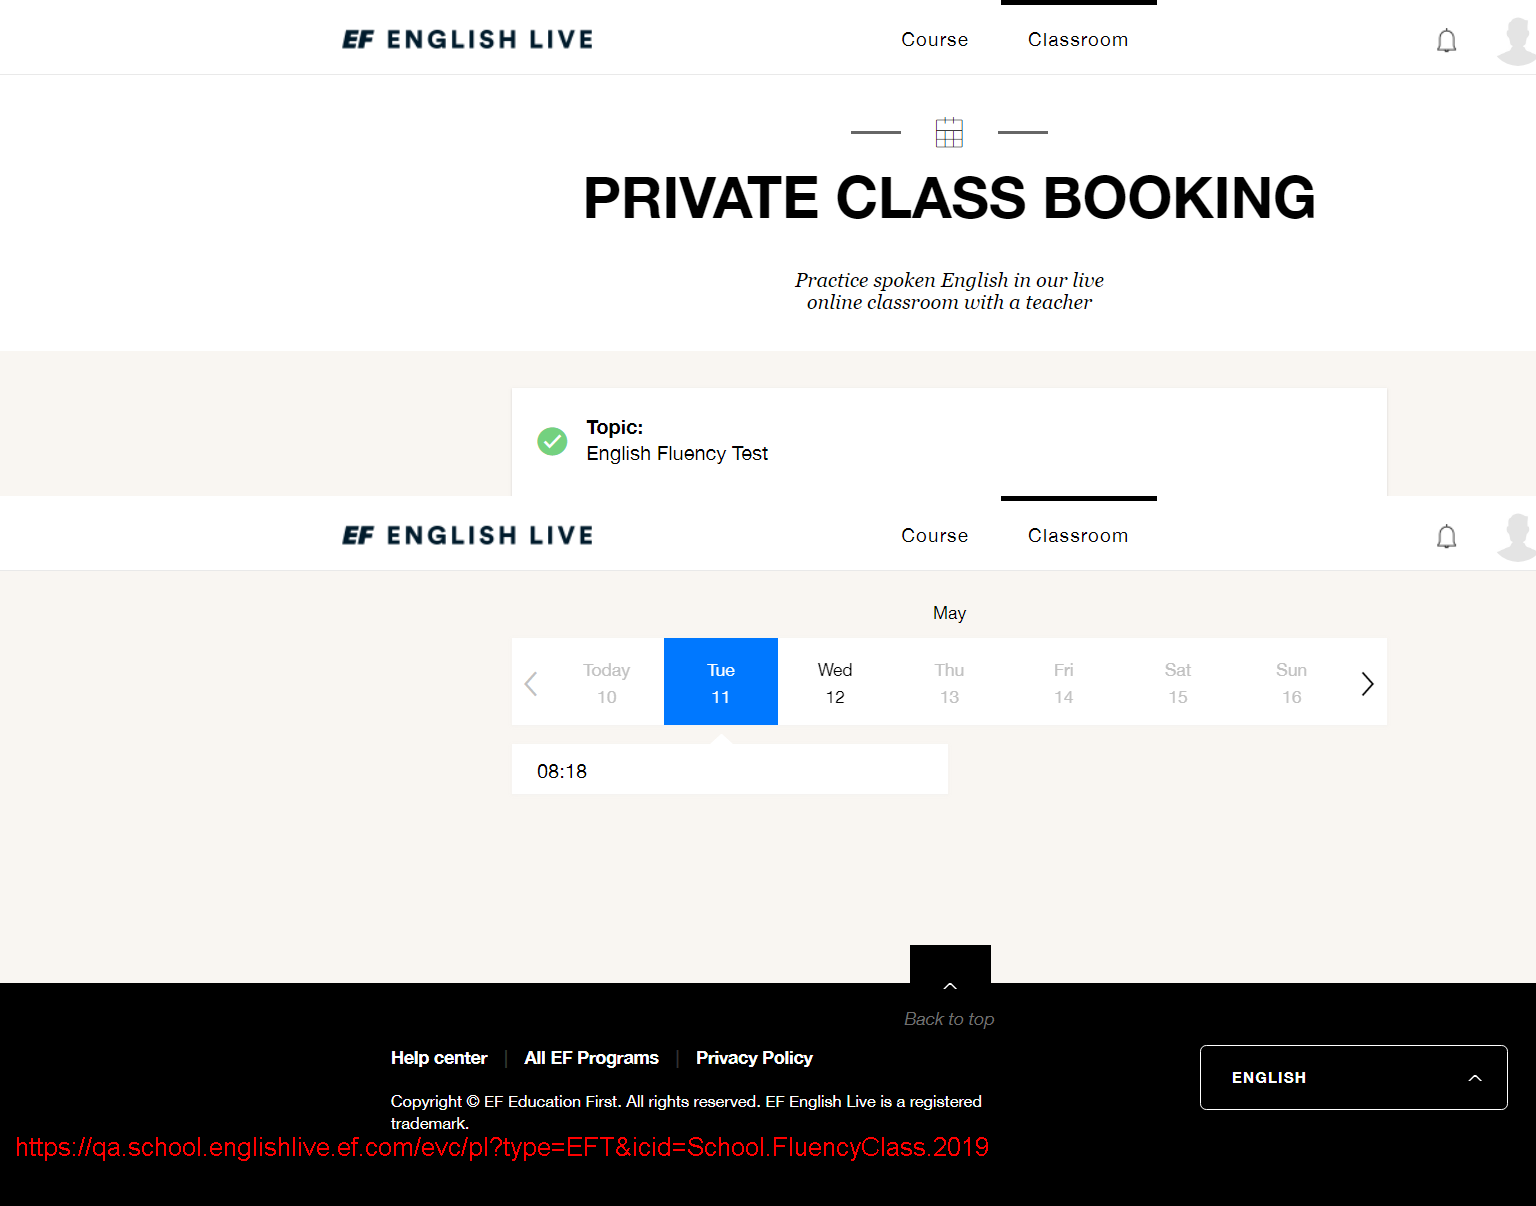 EF ENGLISH LIVE
Course
Classroom
PRIVATE CLASS BOOKING
Practice spoken English in our live
online classroom with a teacher
Topic:
English Fluency Test
EF ENGLISH LIVE
Course
Classroom
May
Today
10
Tue
11
Wed
12
Thu
13
Fri
14
Sat
15
Sun
16
08:18
Back to top
Help center | All EF Programs | Privacy Policy
ENGLISH
Copyright © EF Education First. All rights reserved. EF English Live is a registered
trademark.
https://qa.school.englishlive.ef.com/evc/pl?type=EFT&icid=School.FluencyClass.2019